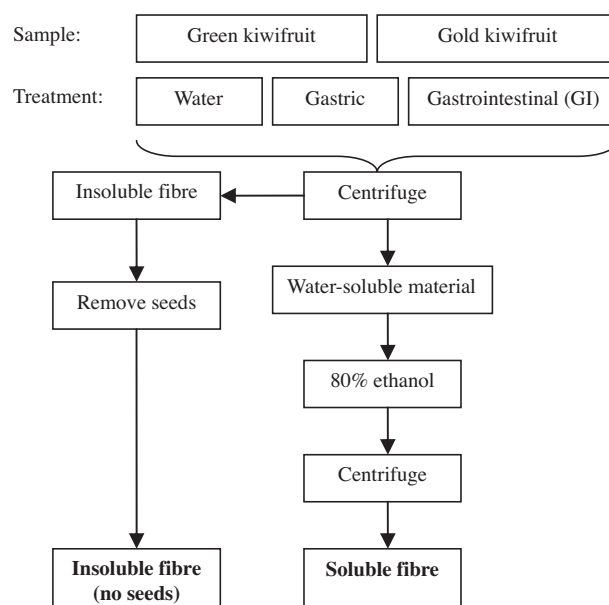 Sample: Green kiwifruit Gold kiwifruit
Treatment: Water Gastric Gastrointestinal (GI)
Insoluble fibre Centrifuge
Remove seeds Water-soluble material
80% ethanol
Centrifuge
Insoluble fibre Soluble fibre
(no seeds)